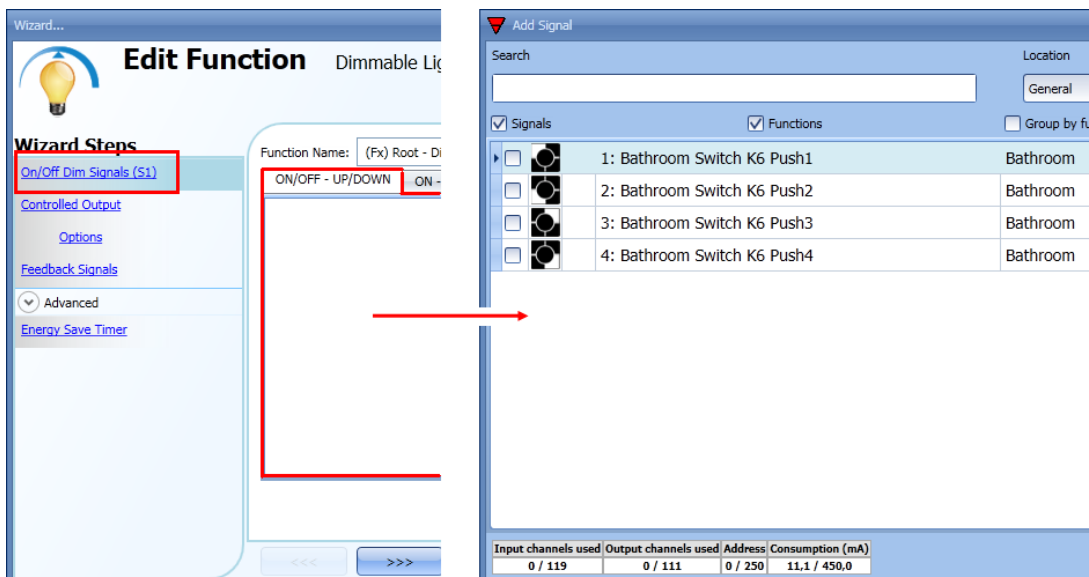 Wizard...
Edit Function Dimmable Lig
Wizard Steps
On/Off Dim Signals (S1)
Controlled Output
Options
Feedback Signals
Advanced
Energy Save Timer
Function Name: (Fx) Root - Di
ON/OFF - UP/DOWN ON -
<<< >>>
Add Signal
Search Location
General
Signals Functions Group by fu
1: Bathroom Switch K6 Push1 Bathroom
2: Bathroom Switch K6 Push2 Bathroom
3: Bathroom Switch K6 Push3 Bathroom
4: Bathroom Switch K6 Push4 Bathroom
Input channels used Output channels used Address Consumption (mA)
0 / 119 0 / 111 0 / 250 11,1 / 450,0